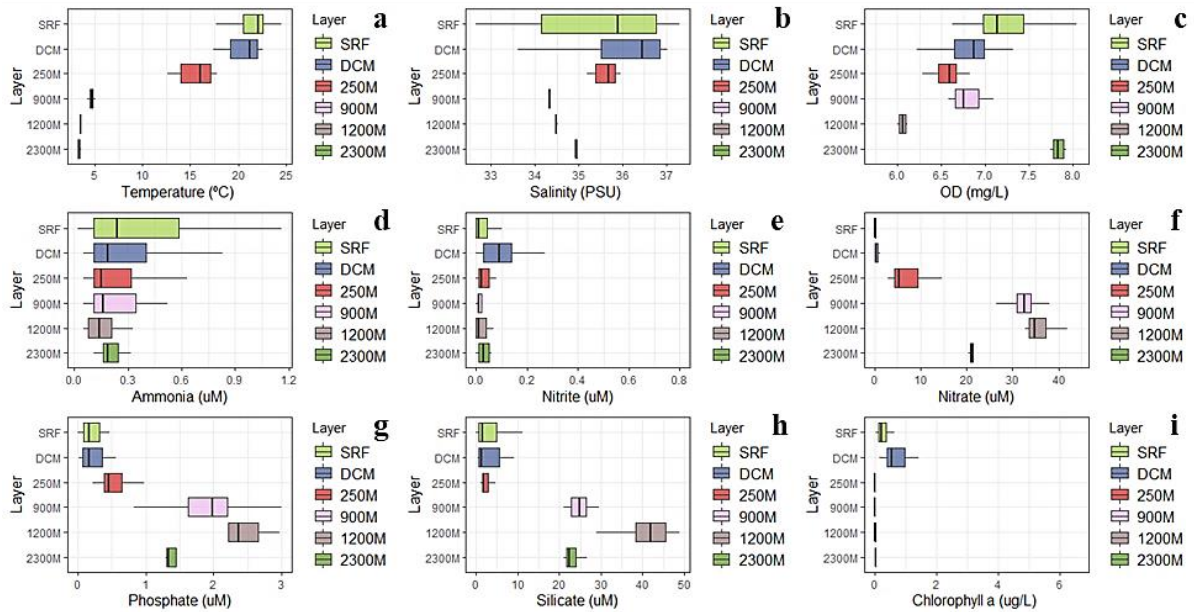 a
Layer
SRF
DCM
250M
900M
1200M
2300M
5
10
15
20
25
Temperature (ºC)
Layer
SRF
DCM
250M
900M
1200M
2300M
b
Layer
SRF
DCM
250M
900M
1200M
2300M
33
34
35
36
37
Salinity (PSU)
Layer
SRF
DCM
250M
900M
1200M
2300M
c
Layer
SRF
DCM
250M
900M
1200M
2300M
6.0
6.5
7.0
7.5
8.0
OD (mg/L)
Layer
SRF
DCM
250M
900M
1200M
2300M
d
Layer
SRF
DCM
250M
900M
1200M
2300M
0.0
0.3
0.6
0.9
1.2
Ammonia (uM)
Layer
SRF
DCM
250M
900M
1200M
2300M
e
Layer
SRF
DCM
250M
900M
1200M
2300M
0.0
0.2
0.4
0.6
0.8
Nitrite (uM)
Layer
SRF
DCM
250M
900M
1200M
2300M
f
Layer
SRF
DCM
250M
900M
1200M
2300M
0
10
20
30
40
Nitrate (uM)
Layer
SRF
DCM
250M
900M
1200M
2300M
g
Layer
SRF
DCM
250M
900M
1200M
2300M
0
1
2
3
Phosphate (uM)
Layer
SRF
DCM
250M
900M
1200M
2300M
h
Layer
SRF
DCM
250M
900M
1200M
2300M
0
10
20
30
40
50
Silicate (uM)
Layer
SRF
DCM
250M
900M
1200M
2300M
i
Layer
SRF
DCM
250M
900M
1200M
2300M
0
2
4
6
Chlorophyll a (ug/L)
Layer
SRF
DCM
250M
900M
1200M
2300M